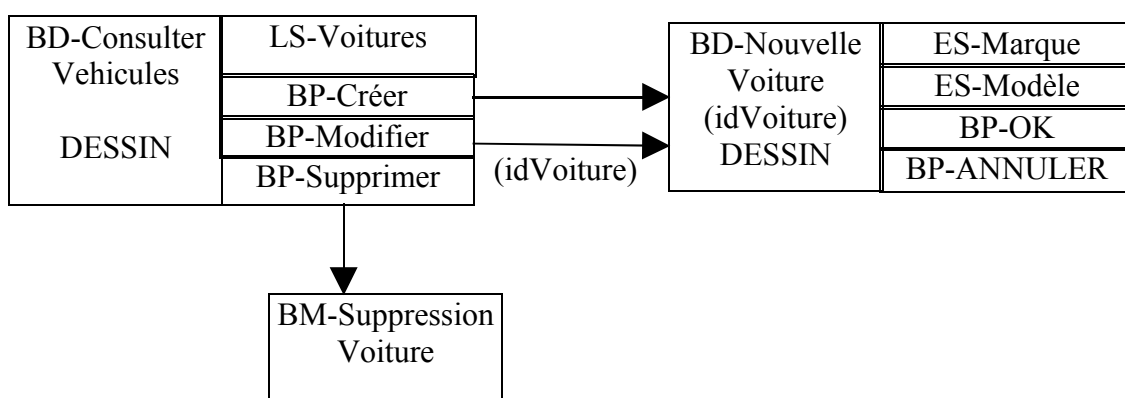 BD-Consulter
Vehicules
DESSIN
LS-Voitures
BP-Créer
BP-Modifier
BP-Supprimer
(idVoiture)
BD-Nouvelle
Voiture
(idVoiture)
DESSIN
ES-Marque
ES-Modèle
BP-OK
BP-ANNULER
BM-Suppression
Voiture